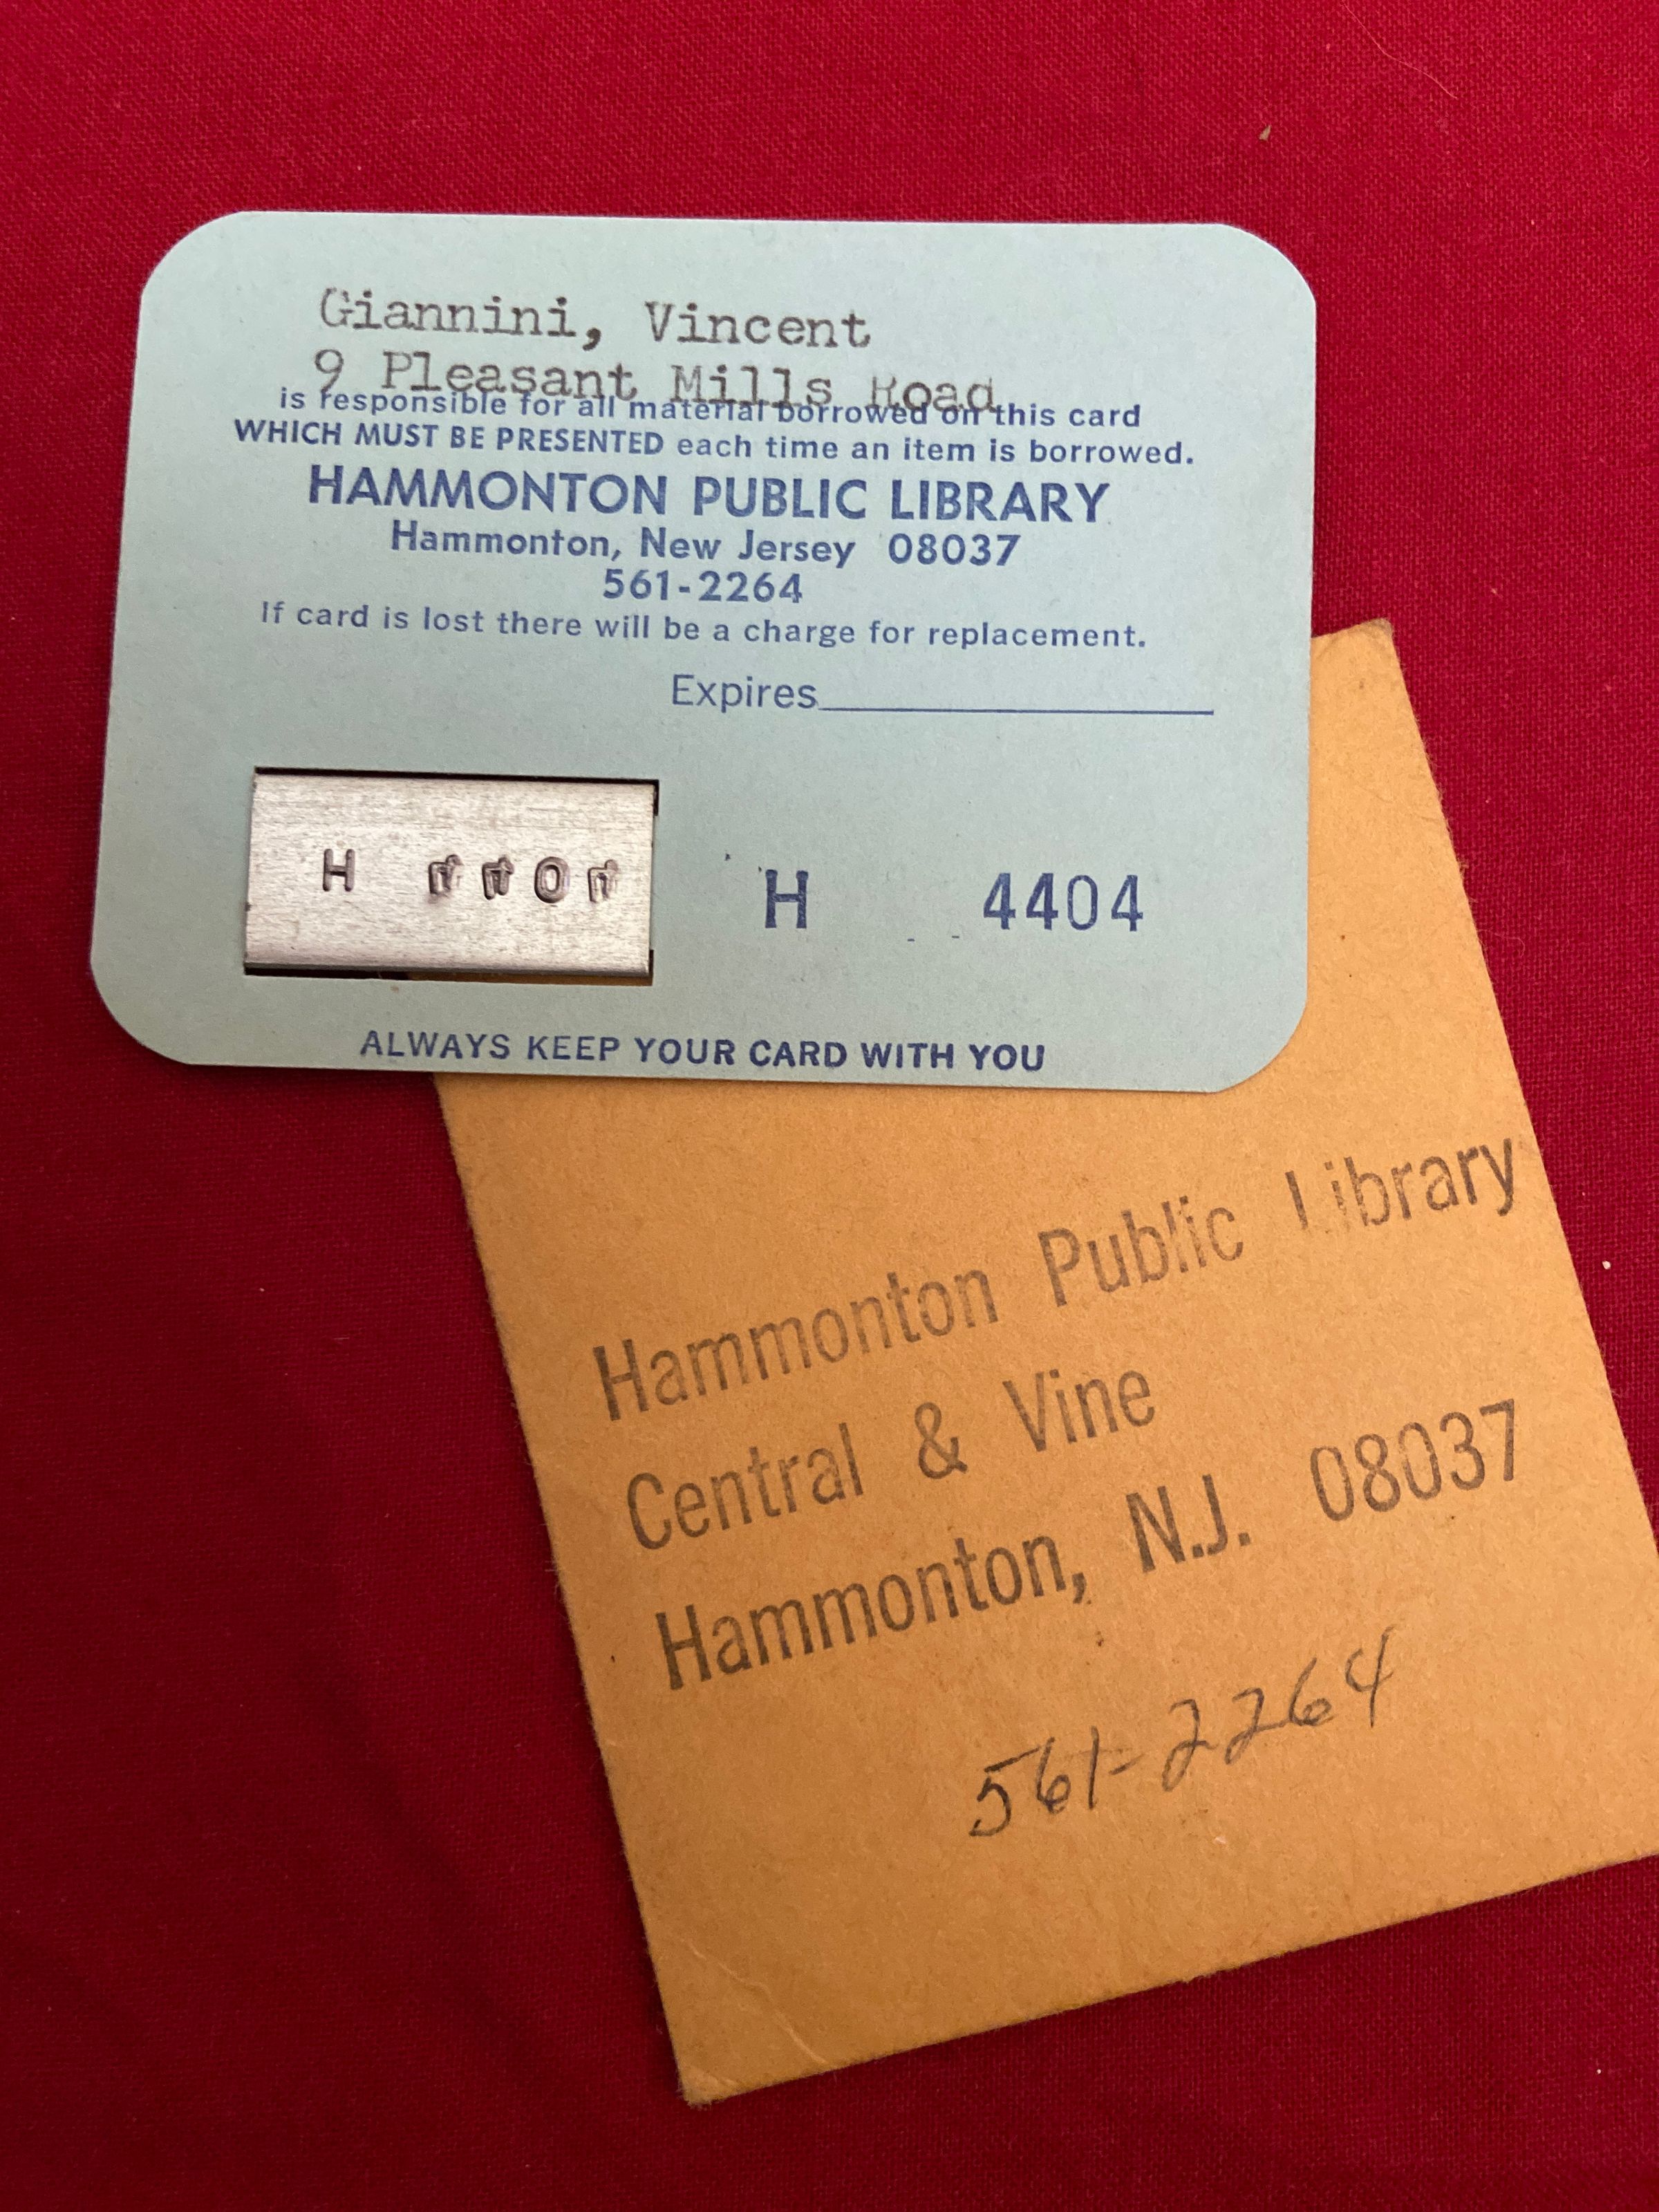 Giannini, Vincent
9 Pleasant Mills Road
is responsible for all material borrowed on this card
WHICH MUST BE PRESENTED each time an item is borrowed.
HAMMONTON PUBLIC LIBRARY
Hammonton, New Jersey 08037
561-2264
If card is lost there will be a charge for replacement.
Expires
H 4404
H 4404
ALWAYS KEEP YOUR CARD WITH YOU
Hammonton Public Library
Central & Vine
Hammonton, N.J. 08037
561-2264